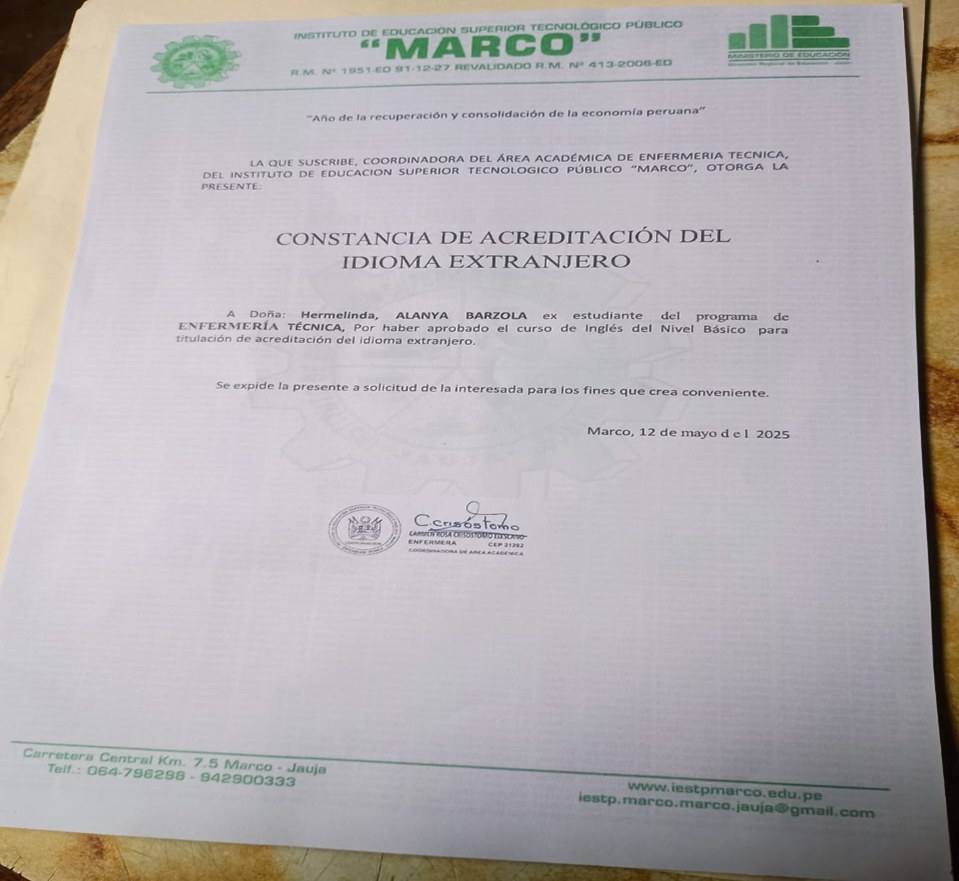 INSTITUTO DE EDUCACIÓN SUPERIOR TECNOLÓGICO PÚBLICO
“MARCO”
R.M. Nº 1951-ED 91-12-27 REVALIDADO R.M. Nº 413-2006-ED
MINISTERIO DE EDUCACIÓN
Dirección Regional de Educación - Junín
“Año de la recuperación y consolidación de la economía peruana”
LA QUE SUSCRIBE, COORDINADORA DEL ÁREA ACADÉMICA DE ENFERMERIA TECNICA,
DEL INSTITUTO DE EDUCACION SUPERIOR TECNOLOGICO PÚBLICO “MARCO”, OTORGA LA
PRESENTE:
CONSTANCIA DE ACREDITACIÓN DEL
IDIOMA EXTRANJERO
A Doña: Hermelinda, ALANYA BARZOLA ex estudiante del programa de
ENFERMERÍA TÉCNICA, Por haber aprobado el curso de Inglés del Nivel Básico para
titulación de acreditación del idioma extranjero.
Se expide la presente a solicitud de la interesada para los fines que crea conveniente.
Marco, 12 de mayo d e l 2025
C.crisóstomo
CARMEN ROSA CRISOSTOMO
ENFERMERA CEP 21292
COORDINADORA DE AREA ACADÉMICA
Carretera Central Km. 7.5 Marco - Jauja
Telf.: 064-796298 - 942900333
www.iestpmarco.edu.pe
iestp.marco.marco.jauja@gmail.com